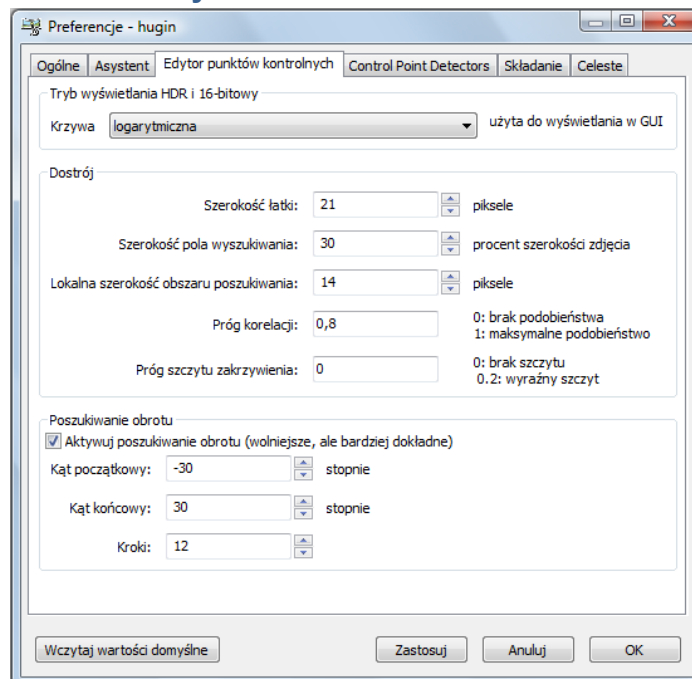 Preferencje - hugin
Ogólne Asystent Edytor punktów kontrolnych Control Point Detectors Składanie Celeste
Tryb wyświetlania HDR i 16-bitowy
Krzywa logarytmiczna użyta do wyświetlania w GUI
Dostrój
Szerokość łatki: 21 piksele
Szerokość pola wyszukiwania: 30 procent szerokości zdjęcia
Lokalna szerokość obszaru poszukiwania: 14 piksele
Próg korelacji: 0,8 0: brak podobieństwa
1: maksymalne podobieństwo
Próg szczytu zakrzywienia: 0 0: brak szczytu
0.2: wyraźny szczyt
Poszukiwanie obrotu
Aktywuj poszukiwanie obrotu (wolniejsze, ale bardziej dokładne)
Kąt początkowy: -30 stopnie
Kąt końcowy: 30 stopnie
Kroki: 12
Wczytaj wartości domyślne Zastosuj Anuluj OK